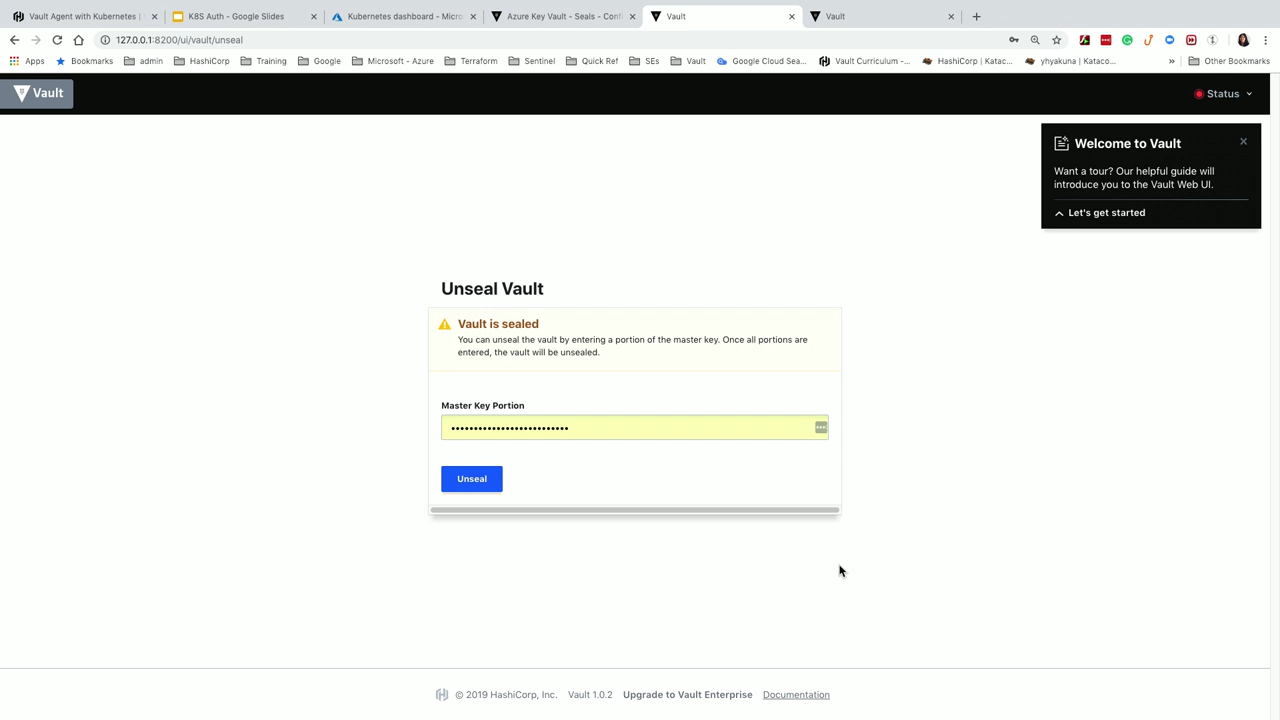 Vault Agent with Kubernetes |
K8S Auth - Google Slides
Kubernetes dashboard - Micro
Azure Key Vault - Seals - Conf
Vault
Vault
127.0.0.1:8200/ui/vault/unseal
Apps
Bookmarks
admin
HashiCorp
Training
Google
Microsoft - Azure
Terraform
Sentinel
Quick Ref
SEs
Vault
Google Cloud Sea...
Vault Curriculum -...
HashiCorp | Katac...
yhyakuna | Kataco...
»
Other Bookmarks
Vault
Status
Welcome to Vault
Want a tour? Our helpful guide will
introduce you to the Vault Web UI.
Let's get started
Unseal Vault
Vault is sealed
You can unseal the vault by entering a portion of the master key. Once all portions are
entered, the vault will be unsealed.
Master Key Portion
••••••••••••••••••••••••••
Unseal
© 2019 HashiCorp, Inc. Vault 1.0.2 Upgrade to Vault Enterprise Documentation